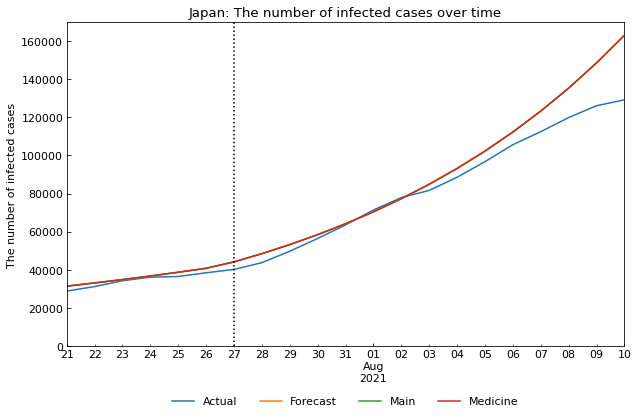 Japan: The number of infected cases over time
The number of infected cases
160000
140000
120000
100000
80000
60000
40000
20000
0
21 22 23 24 25 26 27 28 29 30 31 01 02 03 04 05 06 07 08 09 10
Aug
2021
Actual Forecast Main Medicine